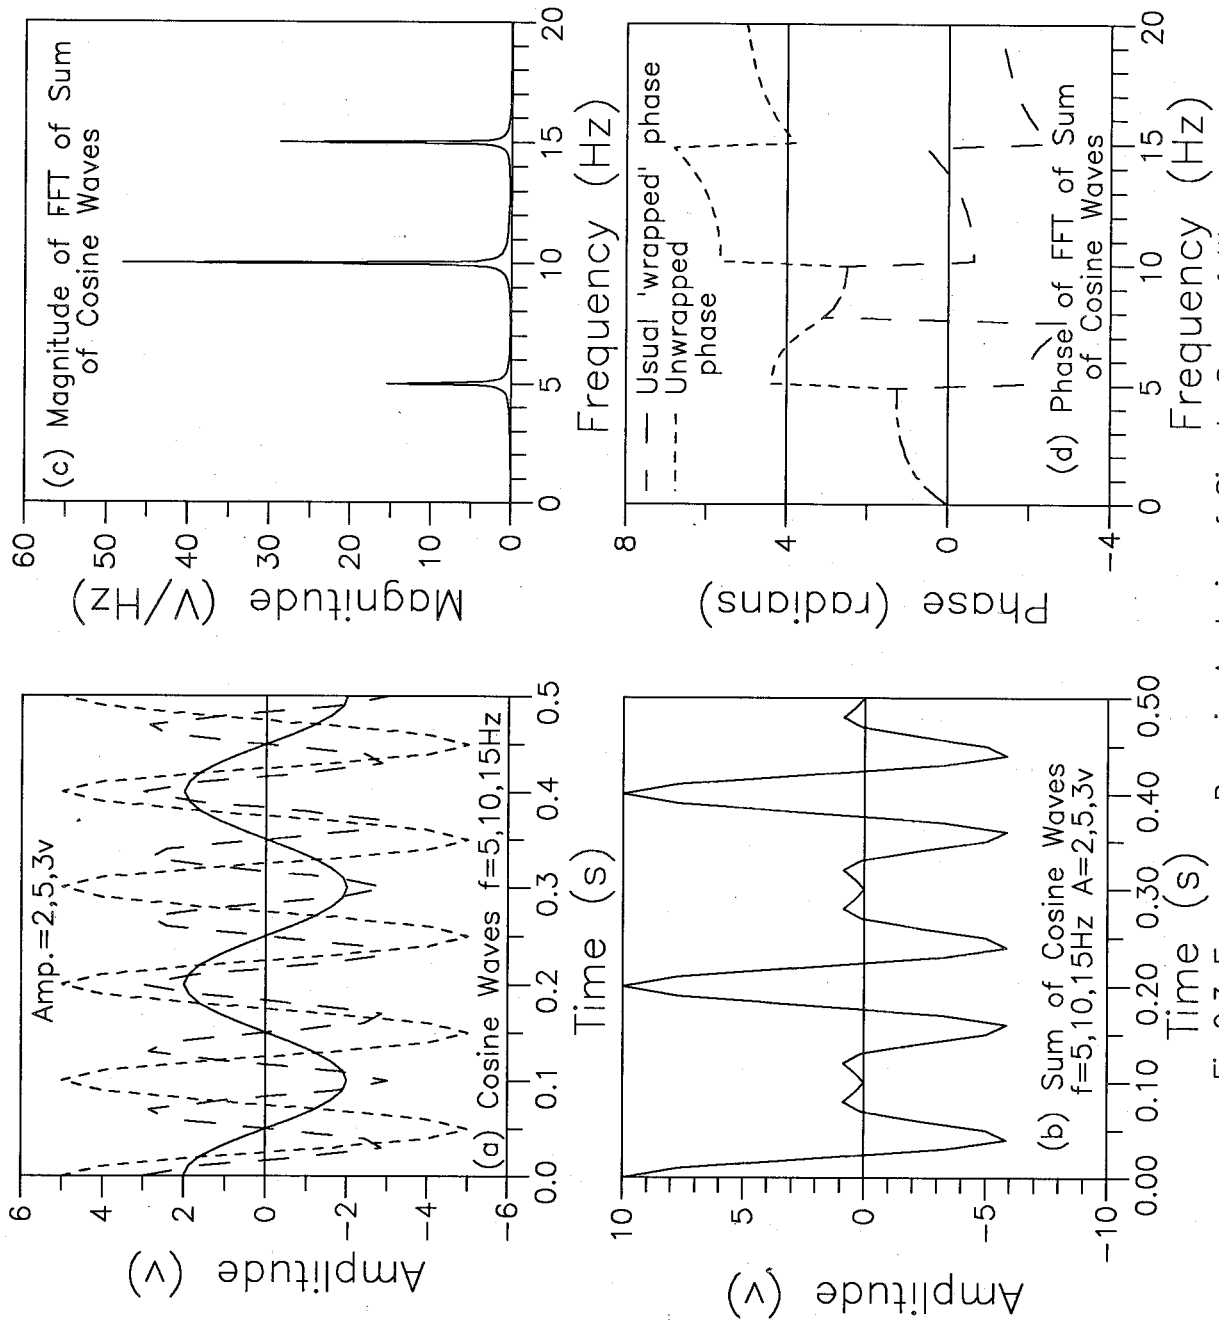 Amp.=2,5,3v
6
4
2
0
-2
-4
-6
Amplitude (v)
(a) Cosine Waves f=5,10,15Hz
0.0 0.1 0.2 0.3 0.4 0.5
Time (s)
10
5
0
-5
-10
Amplitude (v)
(b) Sum of Cosine Waves
f=5,10,15Hz A=2,5,3v
0.00 0.10 0.20 0.30 0.40 0.50
Time (s)
60
50
40
30
20
10
0
Magnitude (V/Hz)
(c) Magnitude of FFT of Sum
of Cosine Waves
0 5 10 15 20
Frequency (Hz)
8
4
0
-4
Phase (radians)
Usual 'wrapped' phase
Unwrapped
phase
(d) Phase of FFT of Sum
of Cosine Waves
0 5 10 15 20
Frequency (Hz)